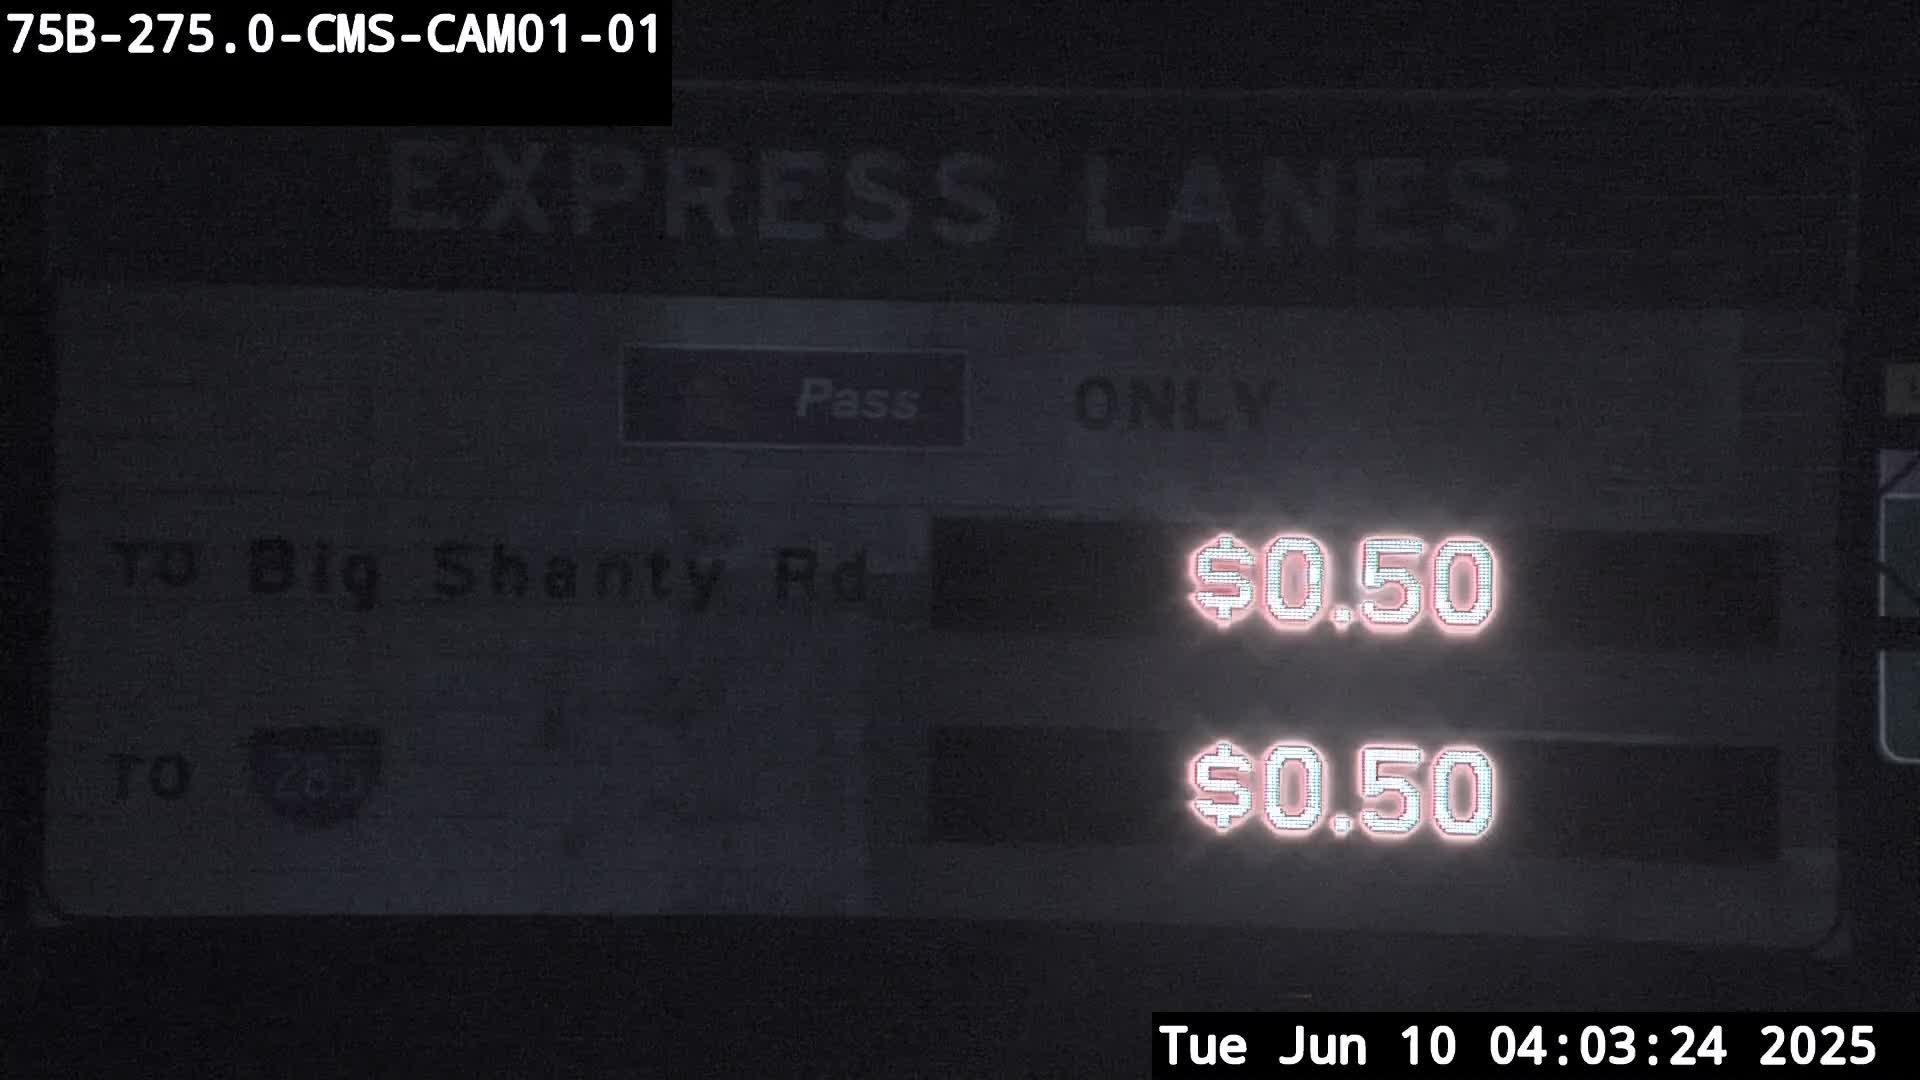 75B-275.0-CMS-CAM01-01
EXPRESS LANES
Pass ONLY
TO Big Shanty Rd $0.50
TO 285 $0.50
Tue Jun 10 04:03:24 2025